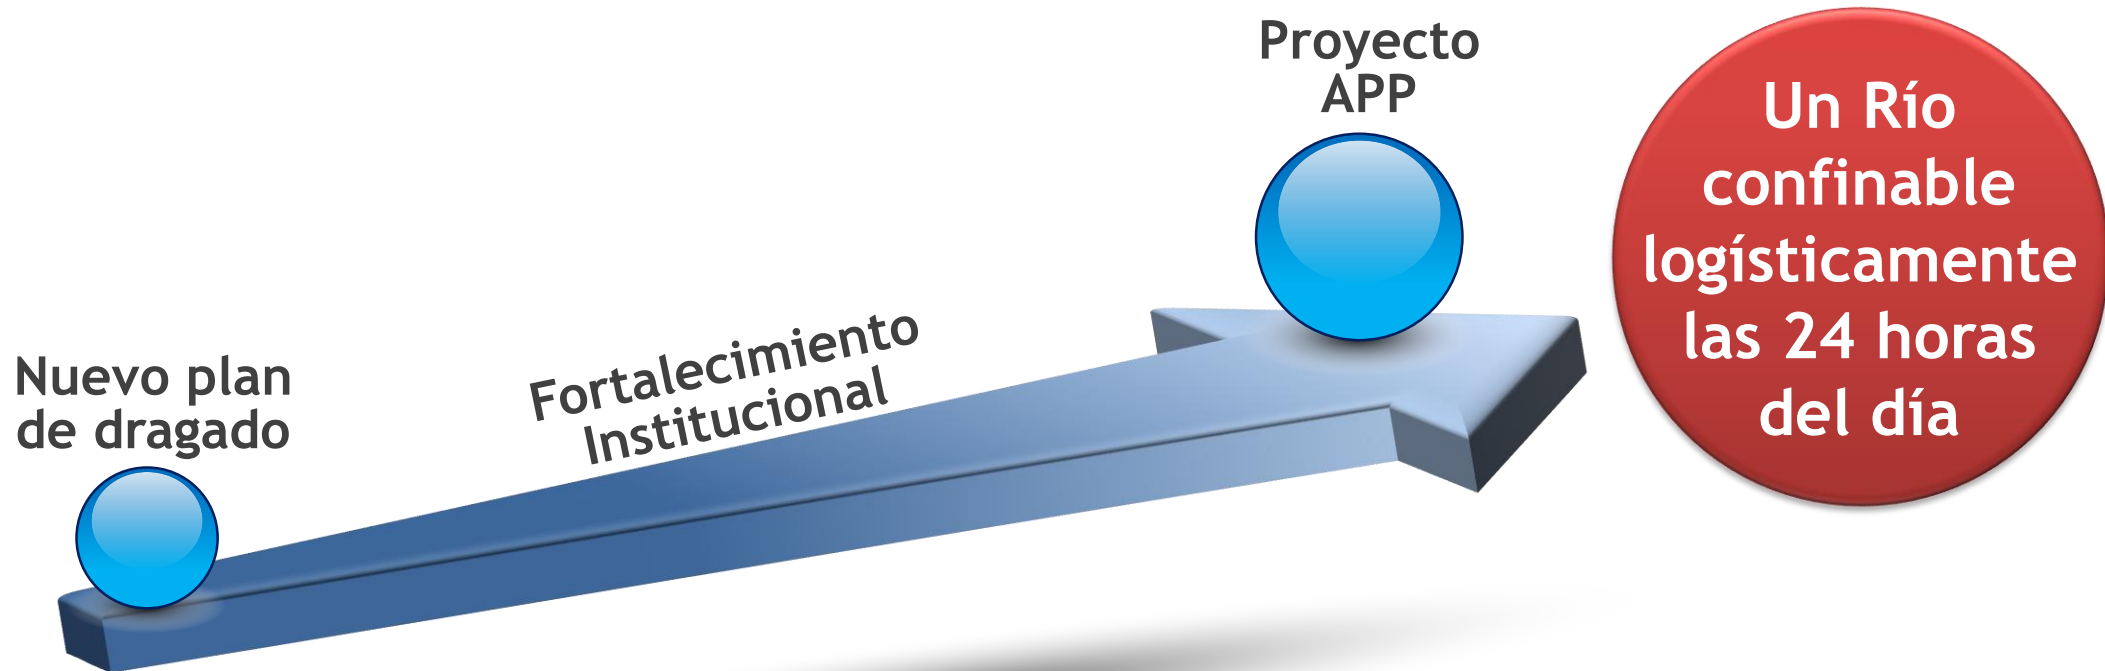 Nuevo plan
de dragado
Fortalecimiento
Institucional
Proyecto
APP
Un Río
confinable
logísticamente
las 24 horas
del día